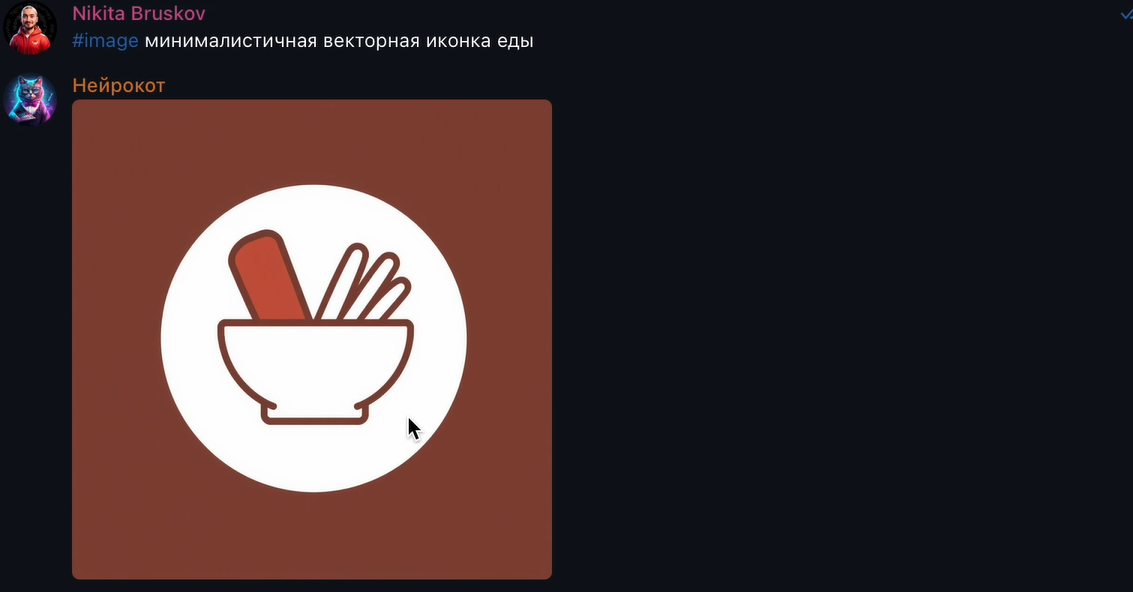 Nikita Bruskov
#image минималистичная векторная иконка еды
Нейрокот